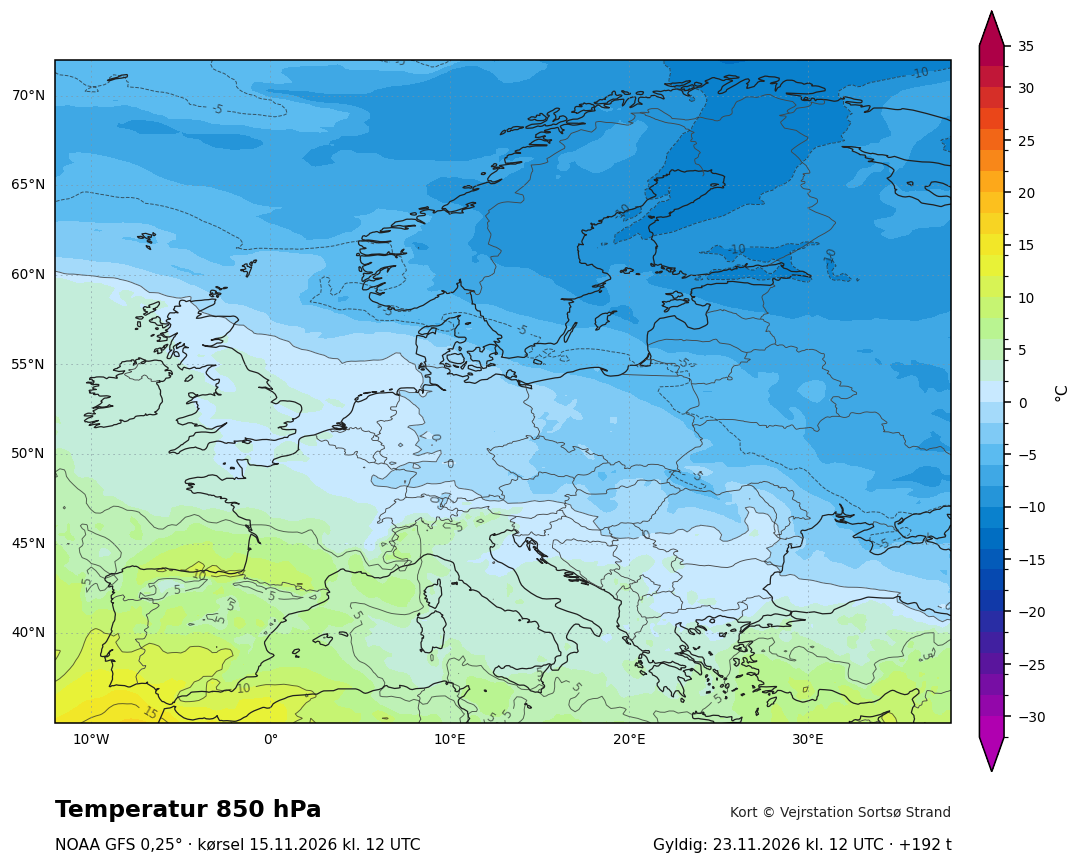 70°N
65°N
60°N
55°N
50°N
45°N
40°N
10°W 0° 10°E 20°E 30°E
35
30
25
20
15
10
5
0
−5
−10
−15
−20
−25
−30
°C
Temperatur 850 hPa
Kort © Vejrstation Sortsø Strand
NOAA GFS 0,25° · kørsel 15.11.2026 kl. 12 UTC
Gyldig: 23.11.2026 kl. 12 UTC · +192 t